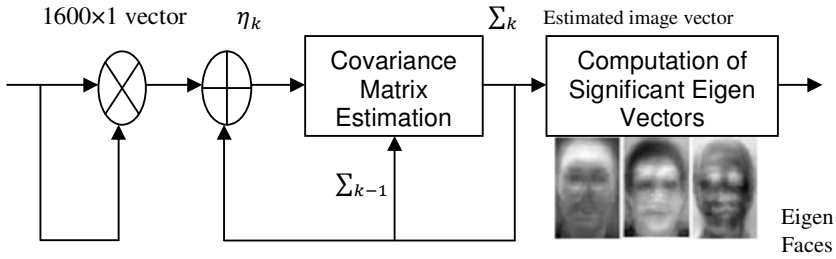 1600×1 vector
η_k
Σ_k
Estimated image vector
Covariance
Matrix
Estimation
Computation of
Significant Eigen
Vectors
Σ_{k−1}
Eigen
Faces